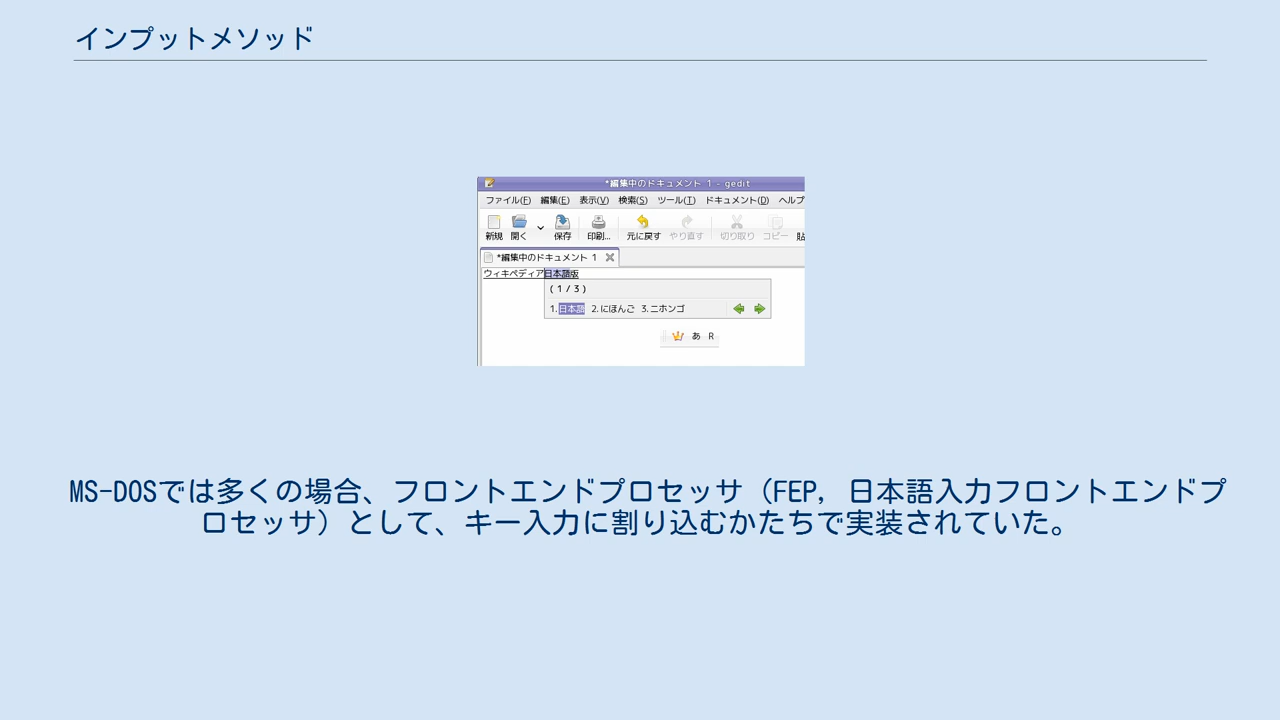 インプットメソッド
*編集中のドキュメント 1 - gedit
ファイル(F) 編集(E) 表示(V) 検索(S) ツール(T) ドキュメント(D) ヘルプ
新規 開く 保存 印刷... 元に戻す やり直す 切り取り コピー 貼
*編集中のドキュメント 1
ウィキペディア日本語版
( 1 / 3 )
1.日本語 2.にほんご 3.ニホンゴ
あ R
MS-DOSでは多くの場合、フロントエンドプロセッサ（FEP, 日本語入力フロントエンドプ
ロセッサ）として、キー入力に割り込むかたちで実装されていた。